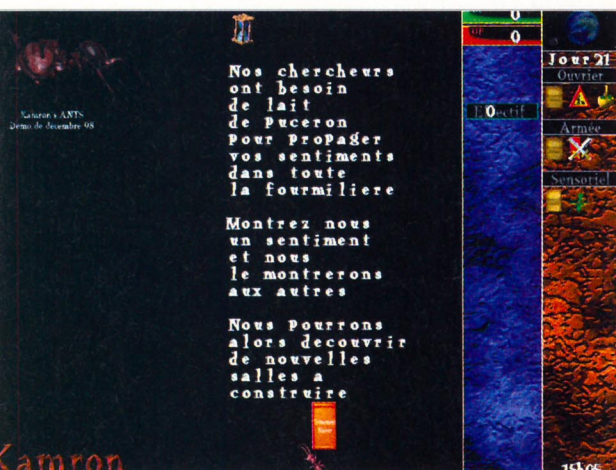 0
0
Jour 21
Ouvrier
Armée
Sensoriel
Kamron's ANTS
Démo de decembre 98
Nos chercheurs
ont besoin
de lait
de Puceron
Pour ProPager
vos sentiments
dans toute
la fourmiliere
Montrez nous
un sentiment
et nous
le montrerons
aux autres
Nous Pourrons
alors decouvrir
de nouvelles
salles a
construire
Kamron